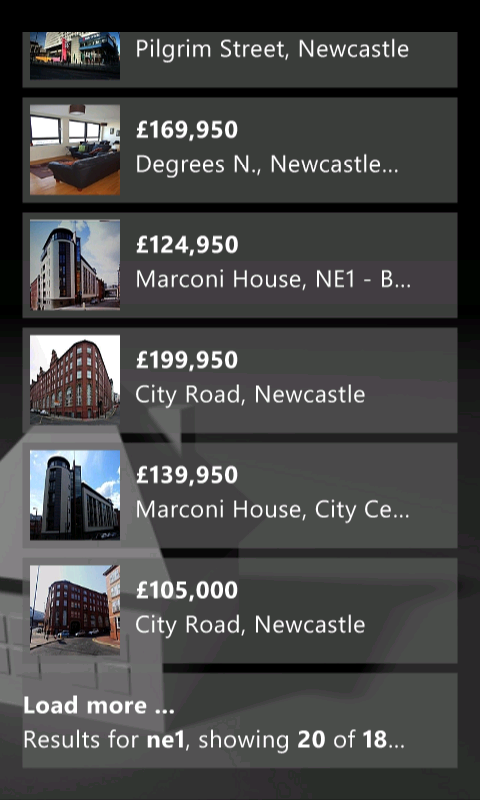 Pilgrim Street, Newcastle
£169,950
Degrees N., Newcastle...
£124,950
Marconi House, NE1 - B...
£199,950
City Road, Newcastle
£139,950
Marconi House, City Ce...
£105,000
City Road, Newcastle
Load more ...
Results for ne1, showing 20 of 18...